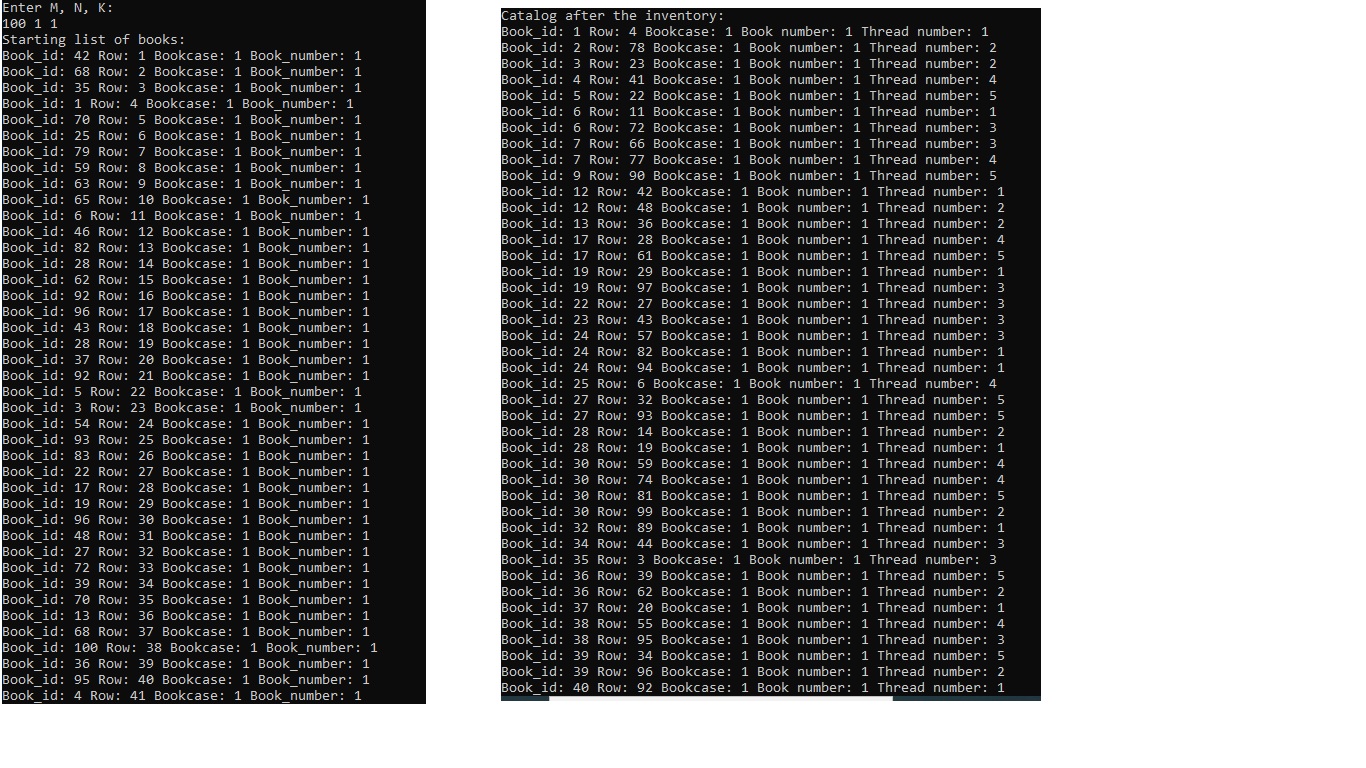 Enter M, N, K:
100 1 1
Starting list of books:
Book_id: 42 Row: 1 Bookcase: 1 Book_number: 1
Book_id: 68 Row: 2 Bookcase: 1 Book_number: 1
Book_id: 35 Row: 3 Bookcase: 1 Book_number: 1
Book_id: 1 Row: 4 Bookcase: 1 Book_number: 1
Book_id: 70 Row: 5 Bookcase: 1 Book_number: 1
Book_id: 25 Row: 6 Bookcase: 1 Book_number: 1
Book_id: 79 Row: 7 Bookcase: 1 Book_number: 1
Book_id: 59 Row: 8 Bookcase: 1 Book_number: 1
Book_id: 63 Row: 9 Bookcase: 1 Book_number: 1
Book_id: 65 Row: 10 Bookcase: 1 Book_number: 1
Book_id: 6 Row: 11 Bookcase: 1 Book_number: 1
Book_id: 46 Row: 12 Bookcase: 1 Book_number: 1
Book_id: 82 Row: 13 Bookcase: 1 Book_number: 1
Book_id: 28 Row: 14 Bookcase: 1 Book_number: 1
Book_id: 62 Row: 15 Bookcase: 1 Book_number: 1
Book_id: 92 Row: 16 Bookcase: 1 Book_number: 1
Book_id: 96 Row: 17 Bookcase: 1 Book_number: 1
Book_id: 43 Row: 18 Bookcase: 1 Book_number: 1
Book_id: 28 Row: 19 Bookcase: 1 Book_number: 1
Book_id: 37 Row: 20 Bookcase: 1 Book_number: 1
Book_id: 92 Row: 21 Bookcase: 1 Book_number: 1
Book_id: 5 Row: 22 Bookcase: 1 Book_number: 1
Book_id: 3 Row: 23 Bookcase: 1 Book_number: 1
Book_id: 54 Row: 24 Bookcase: 1 Book_number: 1
Book_id: 93 Row: 25 Bookcase: 1 Book_number: 1
Book_id: 83 Row: 26 Bookcase: 1 Book_number: 1
Book_id: 22 Row: 27 Bookcase: 1 Book_number: 1
Book_id: 17 Row: 28 Bookcase: 1 Book_number: 1
Book_id: 19 Row: 29 Bookcase: 1 Book_number: 1
Book_id: 96 Row: 30 Bookcase: 1 Book_number: 1
Book_id: 48 Row: 31 Bookcase: 1 Book_number: 1
Book_id: 27 Row: 32 Bookcase: 1 Book_number: 1
Book_id: 72 Row: 33 Bookcase: 1 Book_number: 1
Book_id: 39 Row: 34 Bookcase: 1 Book_number: 1
Book_id: 70 Row: 35 Bookcase: 1 Book_number: 1
Book_id: 13 Row: 36 Bookcase: 1 Book_number: 1
Book_id: 68 Row: 37 Bookcase: 1 Book_number: 1
Book_id: 100 Row: 38 Bookcase: 1 Book_number: 1
Book_id: 36 Row: 39 Bookcase: 1 Book_number: 1
Book_id: 95 Row: 40 Bookcase: 1 Book_number: 1
Book_id: 4 Row: 41 Bookcase: 1 Book_number: 1
Catalog after the inventory:
Book_id: 1 Row: 4 Bookcase: 1 Book number: 1 Thread number: 1
Book_id: 2 Row: 78 Bookcase: 1 Book number: 1 Thread number: 2
Book_id: 3 Row: 23 Bookcase: 1 Book number: 1 Thread number: 2
Book_id: 4 Row: 41 Bookcase: 1 Book number: 1 Thread number: 4
Book_id: 5 Row: 22 Bookcase: 1 Book number: 1 Thread number: 5
Book_id: 6 Row: 11 Bookcase: 1 Book number: 1 Thread number: 1
Book_id: 6 Row: 72 Bookcase: 1 Book number: 1 Thread number: 3
Book_id: 7 Row: 66 Bookcase: 1 Book number: 1 Thread number: 3
Book_id: 7 Row: 77 Bookcase: 1 Book number: 1 Thread number: 4
Book_id: 9 Row: 90 Bookcase: 1 Book number: 1 Thread number: 5
Book_id: 12 Row: 42 Bookcase: 1 Book number: 1 Thread number: 1
Book_id: 12 Row: 48 Bookcase: 1 Book number: 1 Thread number: 2
Book_id: 13 Row: 36 Bookcase: 1 Book number: 1 Thread number: 2
Book_id: 17 Row: 28 Bookcase: 1 Book number: 1 Thread number: 4
Book_id: 17 Row: 61 Bookcase: 1 Book number: 1 Thread number: 5
Book_id: 19 Row: 29 Bookcase: 1 Book number: 1 Thread number: 1
Book_id: 19 Row: 97 Bookcase: 1 Book number: 1 Thread number: 3
Book_id: 22 Row: 27 Bookcase: 1 Book number: 1 Thread number: 3
Book_id: 23 Row: 43 Bookcase: 1 Book number: 1 Thread number: 3
Book_id: 24 Row: 57 Bookcase: 1 Book number: 1 Thread number: 3
Book_id: 24 Row: 82 Bookcase: 1 Book number: 1 Thread number: 1
Book_id: 24 Row: 94 Bookcase: 1 Book number: 1 Thread number: 1
Book_id: 25 Row: 6 Bookcase: 1 Book number: 1 Thread number: 4
Book_id: 27 Row: 32 Bookcase: 1 Book number: 1 Thread number: 5
Book_id: 27 Row: 93 Bookcase: 1 Book number: 1 Thread number: 5
Book_id: 28 Row: 14 Bookcase: 1 Book number: 1 Thread number: 2
Book_id: 28 Row: 19 Bookcase: 1 Book number: 1 Thread number: 1
Book_id: 30 Row: 59 Bookcase: 1 Book number: 1 Thread number: 4
Book_id: 30 Row: 74 Bookcase: 1 Book number: 1 Thread number: 4
Book_id: 30 Row: 81 Bookcase: 1 Book number: 1 Thread number: 5
Book_id: 30 Row: 99 Bookcase: 1 Book number: 1 Thread number: 2
Book_id: 32 Row: 89 Bookcase: 1 Book number: 1 Thread number: 1
Book_id: 34 Row: 44 Bookcase: 1 Book number: 1 Thread number: 3
Book_id: 35 Row: 3 Bookcase: 1 Book number: 1 Thread number: 3
Book_id: 36 Row: 39 Bookcase: 1 Book number: 1 Thread number: 5
Book_id: 36 Row: 62 Bookcase: 1 Book number: 1 Thread number: 2
Book_id: 37 Row: 20 Bookcase: 1 Book number: 1 Thread number: 1
Book_id: 38 Row: 55 Bookcase: 1 Book number: 1 Thread number: 4
Book_id: 38 Row: 95 Bookcase: 1 Book number: 1 Thread number: 3
Book_id: 39 Row: 34 Bookcase: 1 Book number: 1 Thread number: 5
Book_id: 39 Row: 96 Bookcase: 1 Book number: 1 Thread number: 2
Book_id: 40 Row: 92 Bookcase: 1 Book number: 1 Thread number: 1